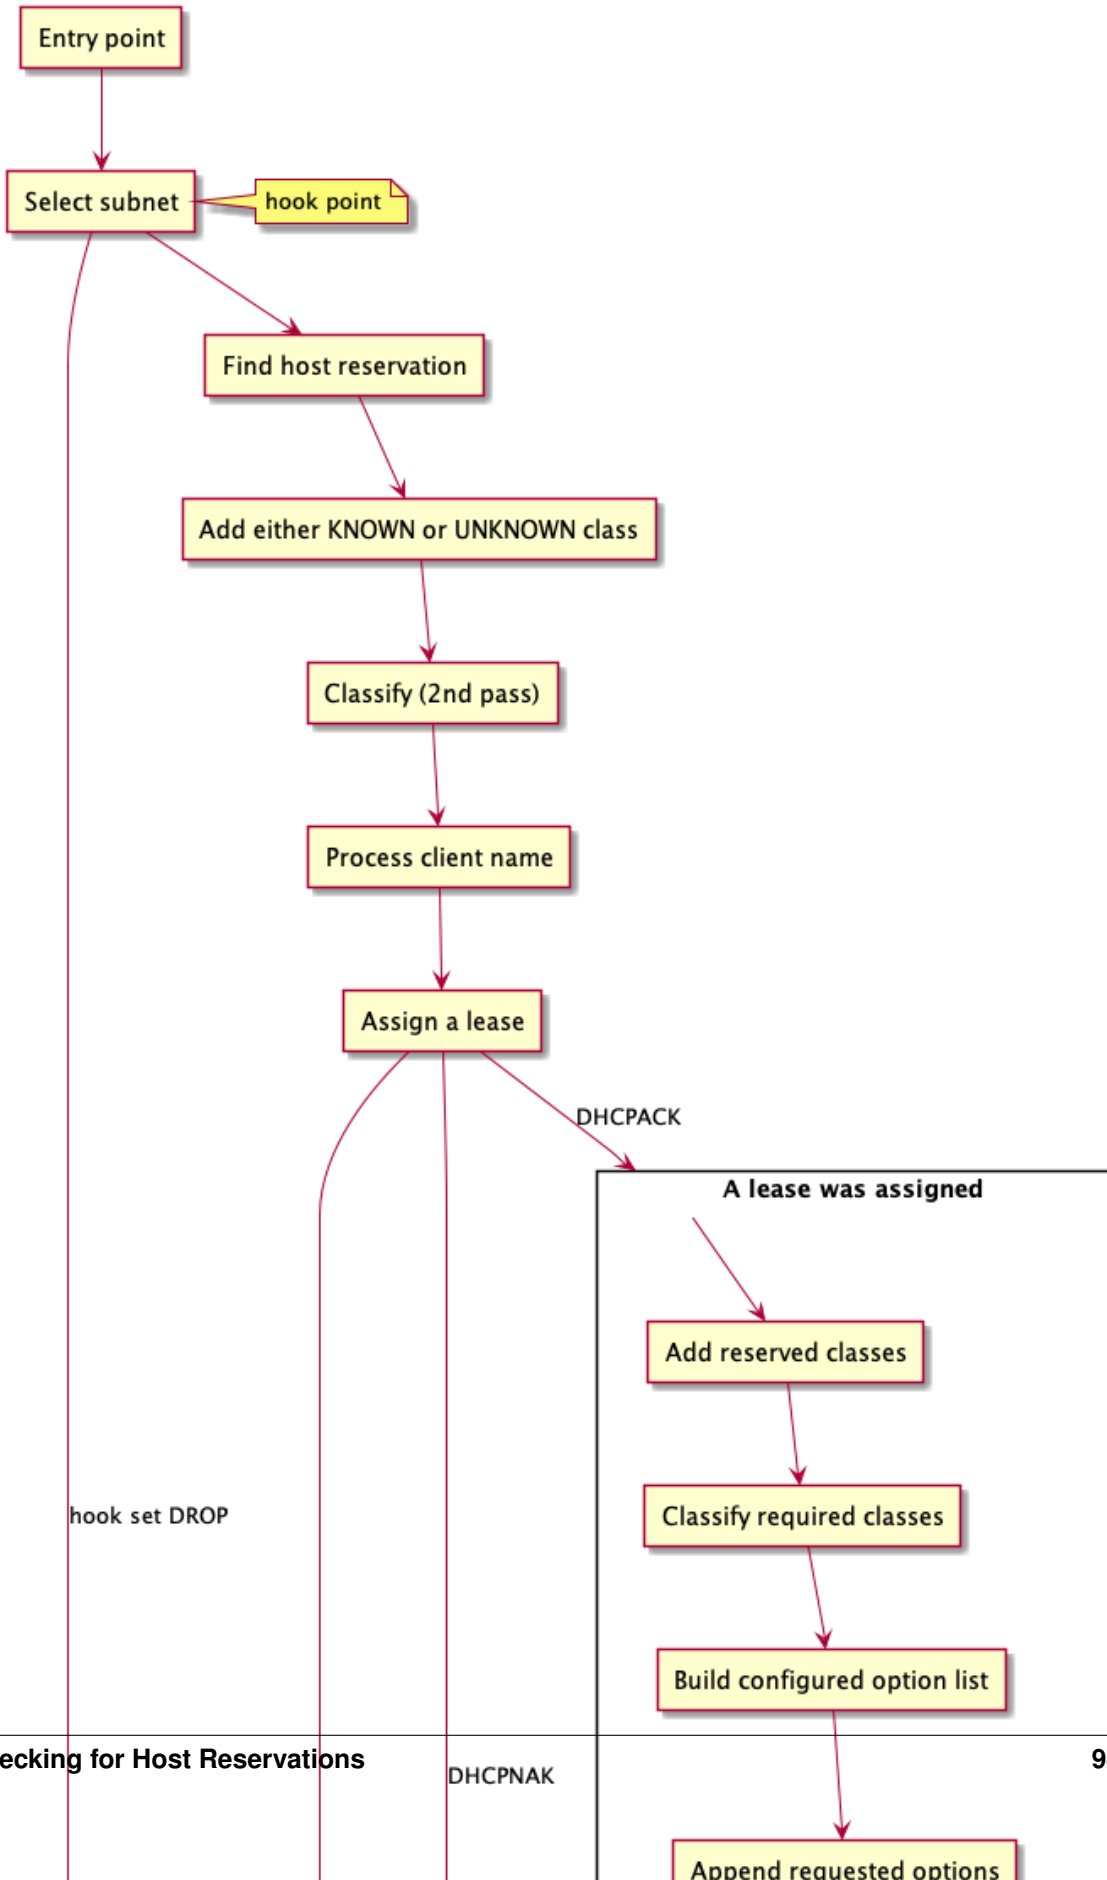 Entry point
Select subnet
hook point
Find host reservation
Add either KNOWN or UNKNOWN class
Classify (2nd pass)
Process client name
Assign a lease
DHCPACK
A lease was assigned
Add reserved classes
Classify required classes
hook set DROP
Build configured option list
ecking for Host Reservations
9
DHCPNAK
Append requested options